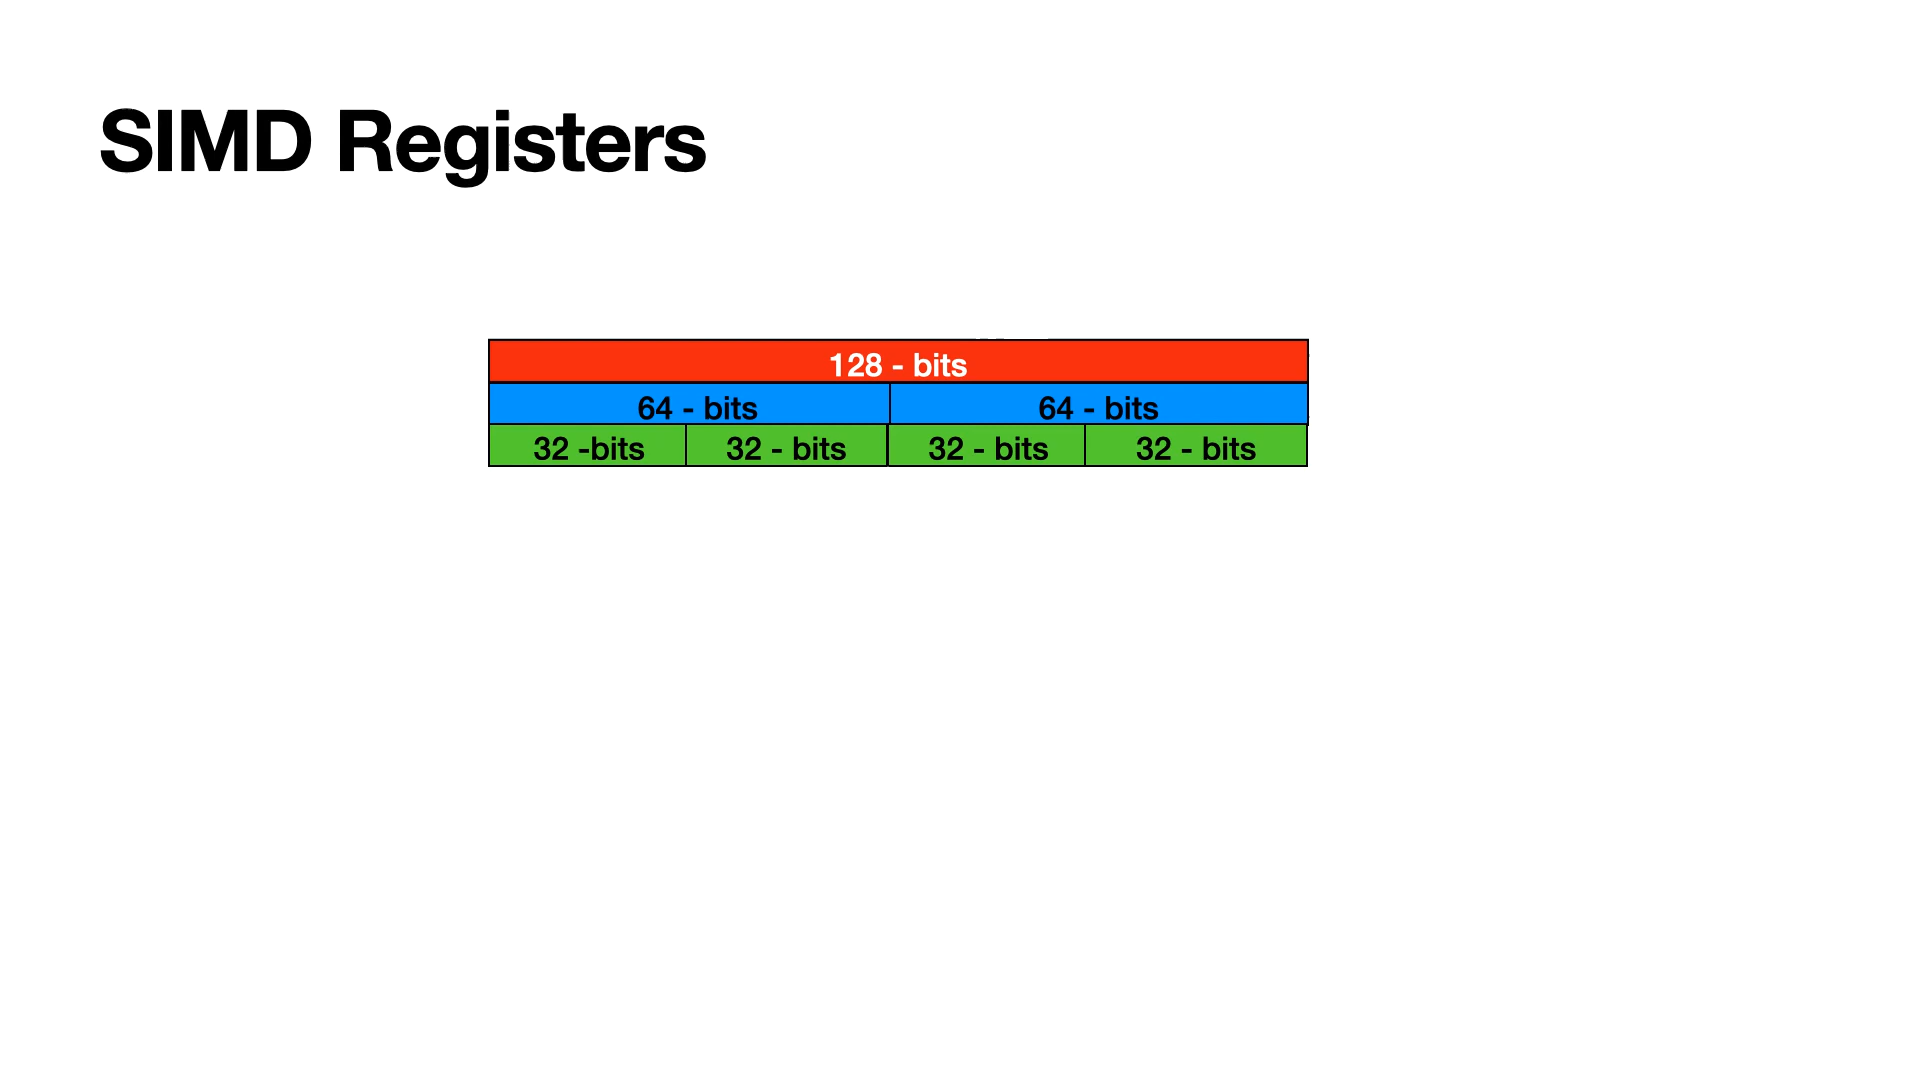 SIMD Registers
128 - bits
64 - bits 64 - bits
32 -bits 32 - bits 32 - bits 32 - bits